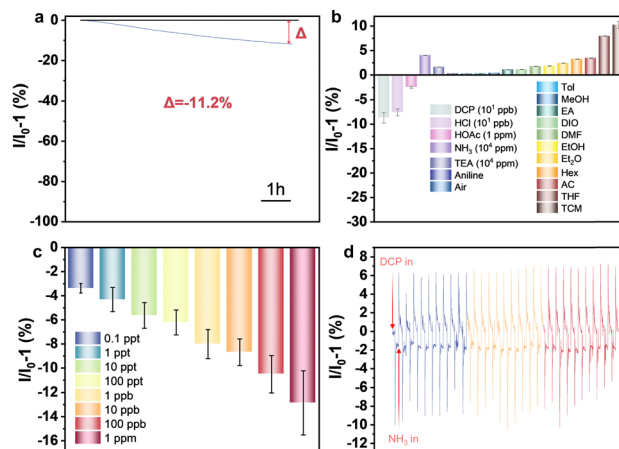 a
I/I₀-1 (%)
0
-20
-40
-60
-80
-100
Δ
Δ=-11.2%
1h
b
I/I₀-1 (%)
10
5
0
-5
-10
-15
-20
-25
-30
DCP (10¹ ppb)
HCl (10¹ ppb)
HOAc (1 ppm)
NH₃ (10⁴ ppm)
TEA (10⁴ ppm)
Aniline
Air
Tol
MeOH
EA
DIO
DMF
EtOH
Et₂O
Hex
AC
THF
TCM
c
I/I₀-1 (%)
0
-2
-4
-6
-8
-10
-12
-14
-16
0.1 ppt
1 ppt
10 ppt
100 ppt
1 ppb
10 ppb
100 ppb
1 ppm
d
I/I₀-1 (%)
8
6
4
2
0
-2
-4
-6
-8
-10
-12
DCP in
NH₃ in